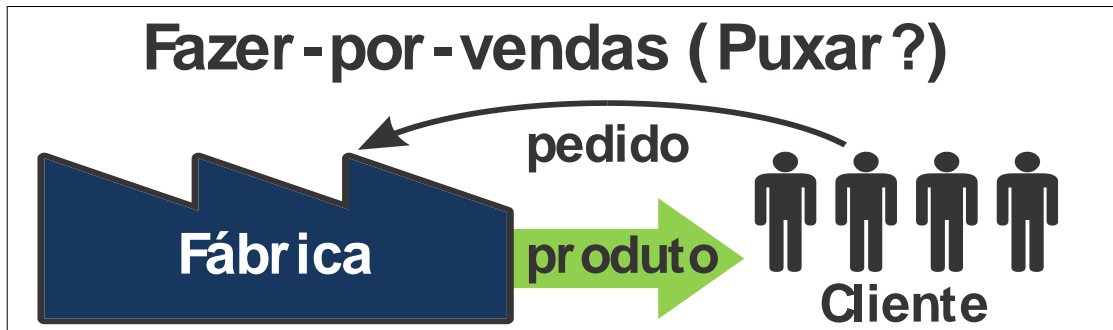 Fazer-por-vendas (Puxar?)
pedido
Fábrica
produto
Cliente